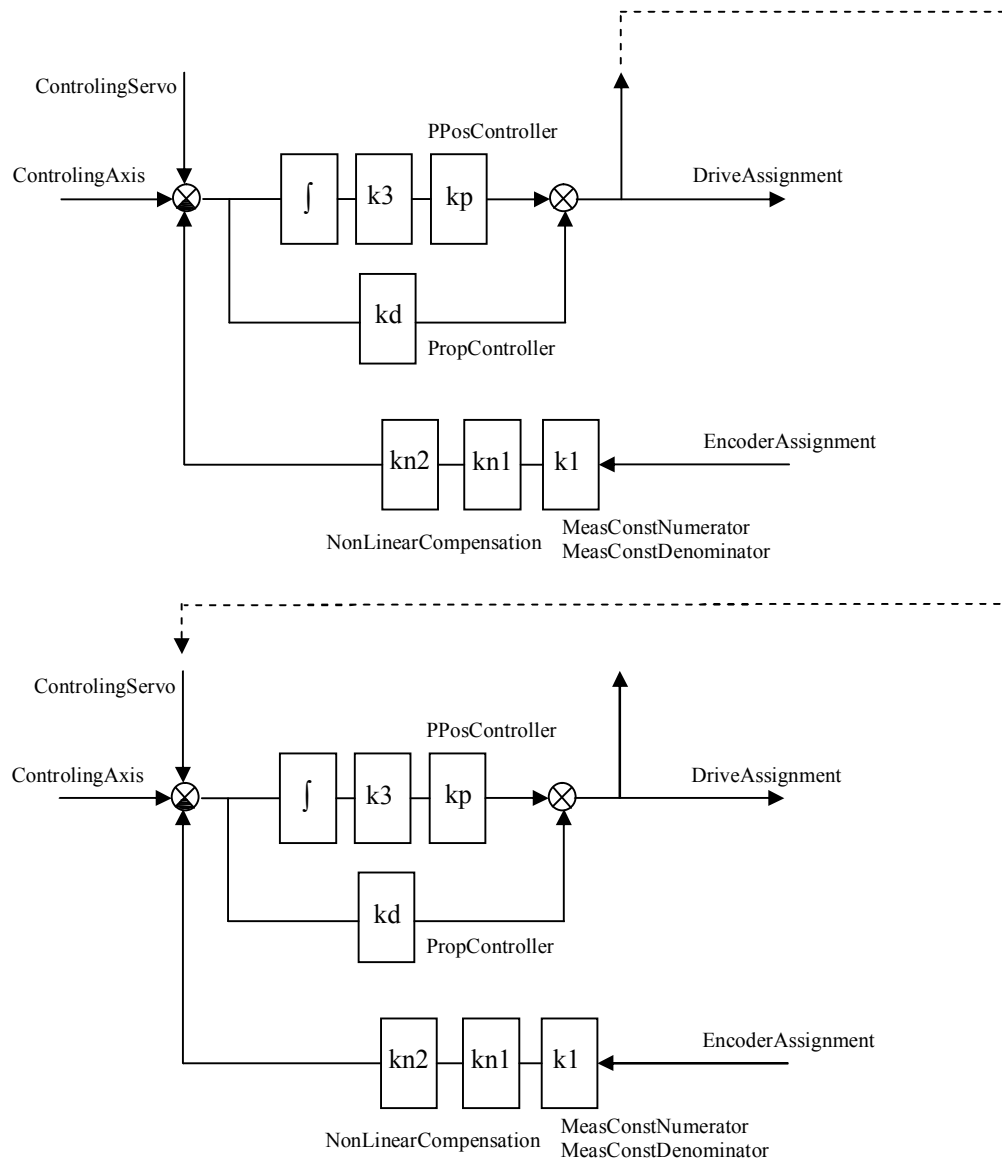 ControlingServo
PPosController
ControlingAxis
DriveAssignment
∫
k3
kp
kd
PropController
EncoderAssignment
kn2
kn1
k1
MeasConstNumerator
NonLinearCompensation
MeasConstDenominator
ControlingServo
PPosController
ControlingAxis
DriveAssignment
∫
k3
kp
kd
PropController
EncoderAssignment
kn2
kn1
k1
MeasConstNumerator
NonLinearCompensation
MeasConstDenominator